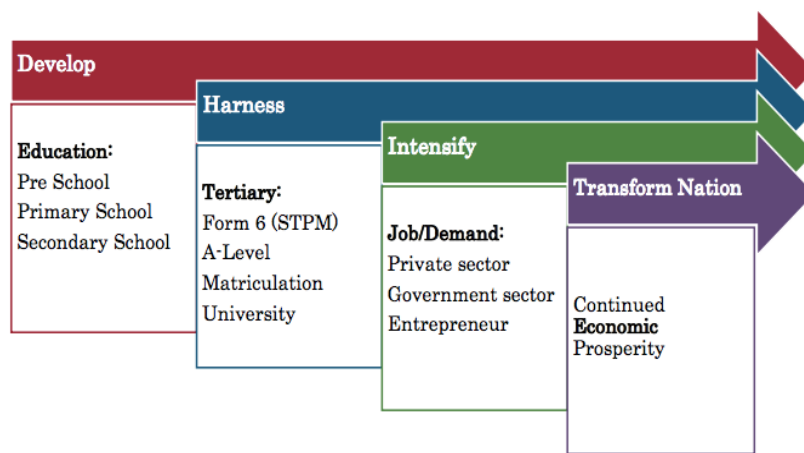 Develop
Education:
Pre School
Primary School
Secondary School
Harness
Tertiary:
Form 6 (STPM)
A-Level
Matriculation
University
Intensify
Job/Demand:
Private sector
Government sector
Entrepreneur
Transform Nation
Continued
Economic
Prosperity